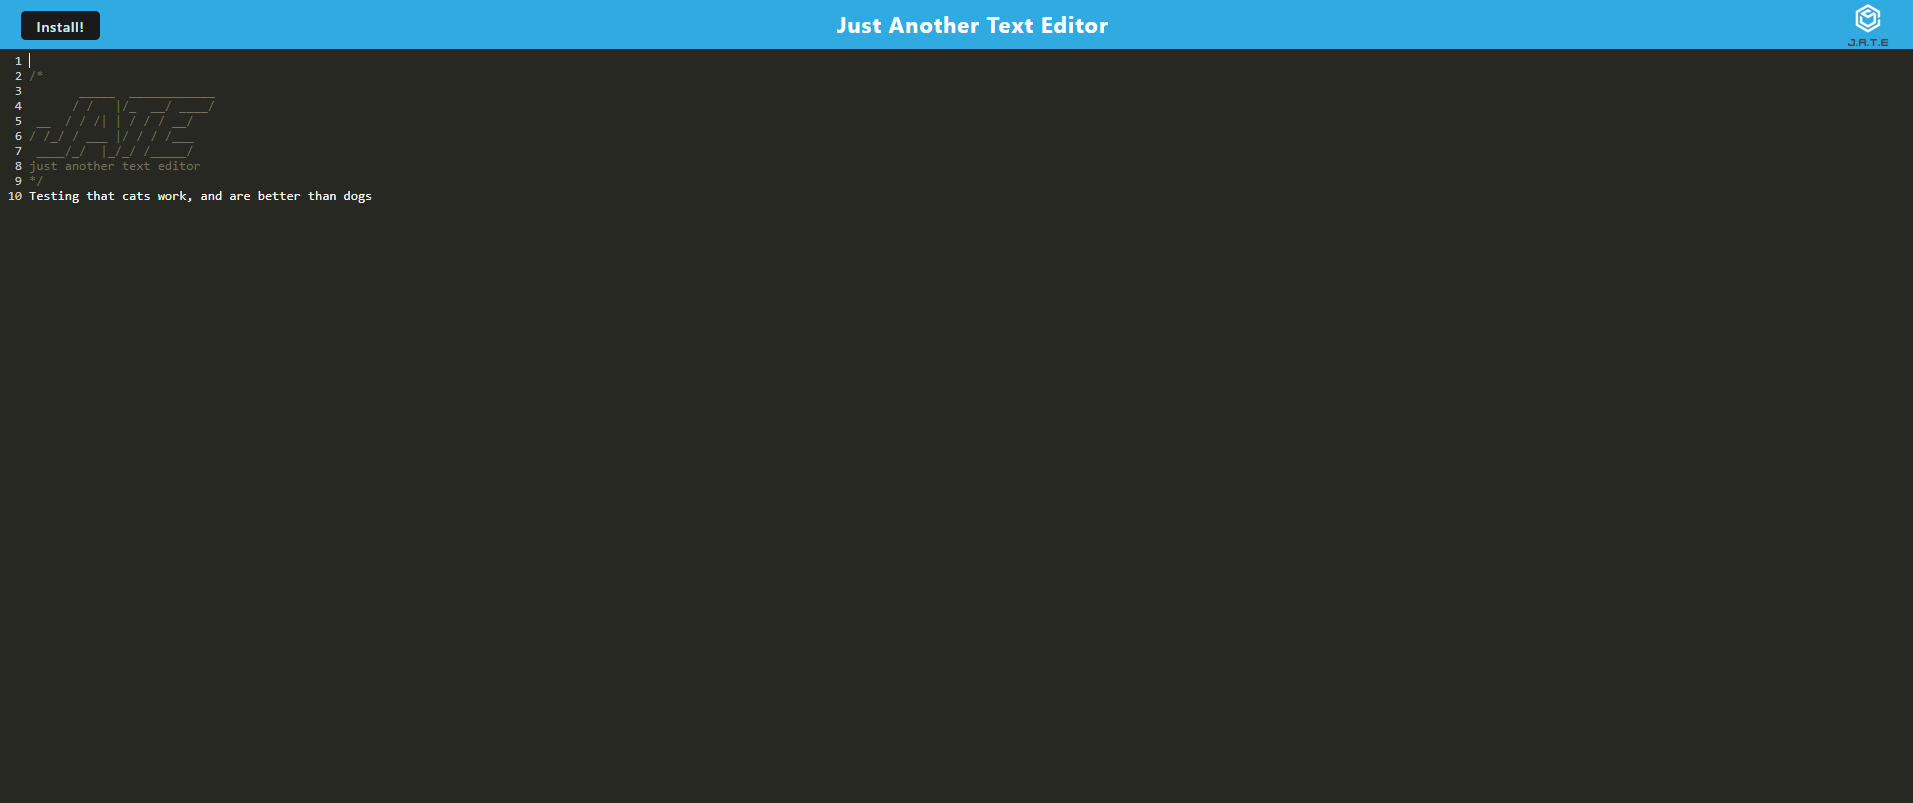 Install!
Just Another Text Editor
J.A.T.E
1
2 /*
3        _____  ____________
4       / /   |/_  __/ ____/
5  __  / / /| | / / / __/
6 / /_/ / ___ |/ / / /___
7  ____/_/  |_/_/ /_____/
8 just another text editor
9 */
10 Testing that cats work, and are better than dogs